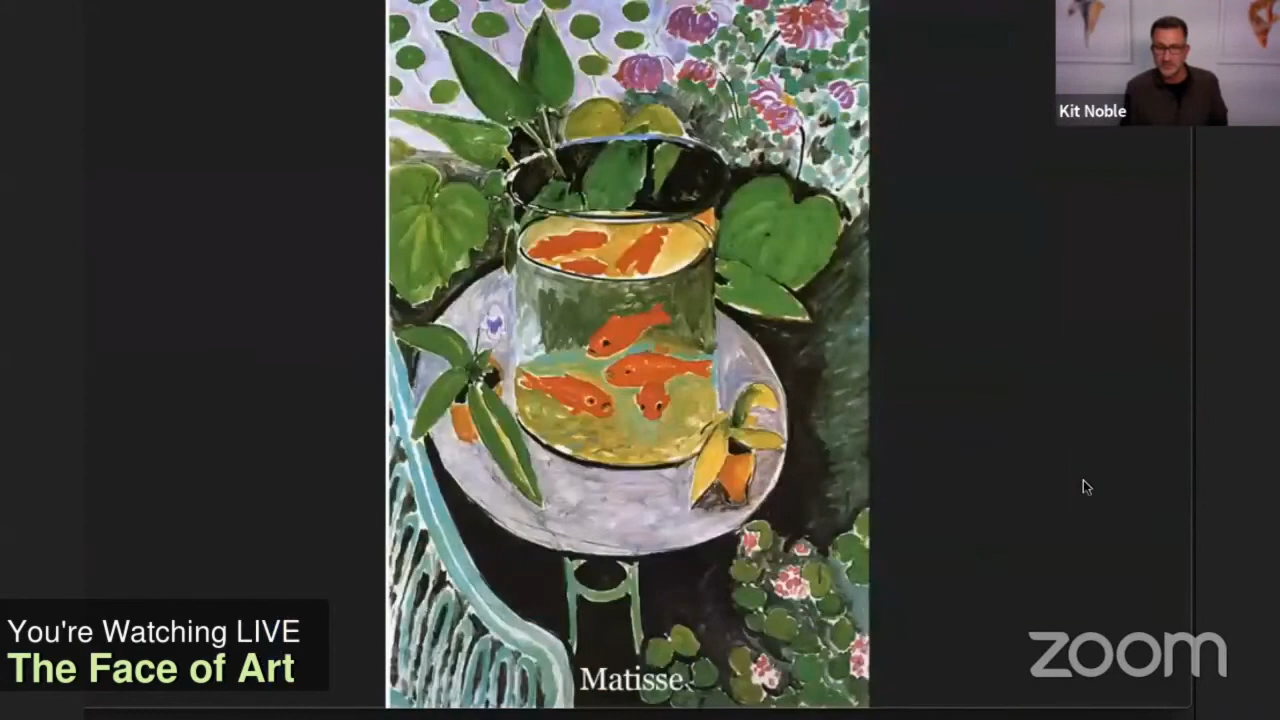 Kit Noble
You're Watching LIVE
The Face of Art
Matisse
zoom